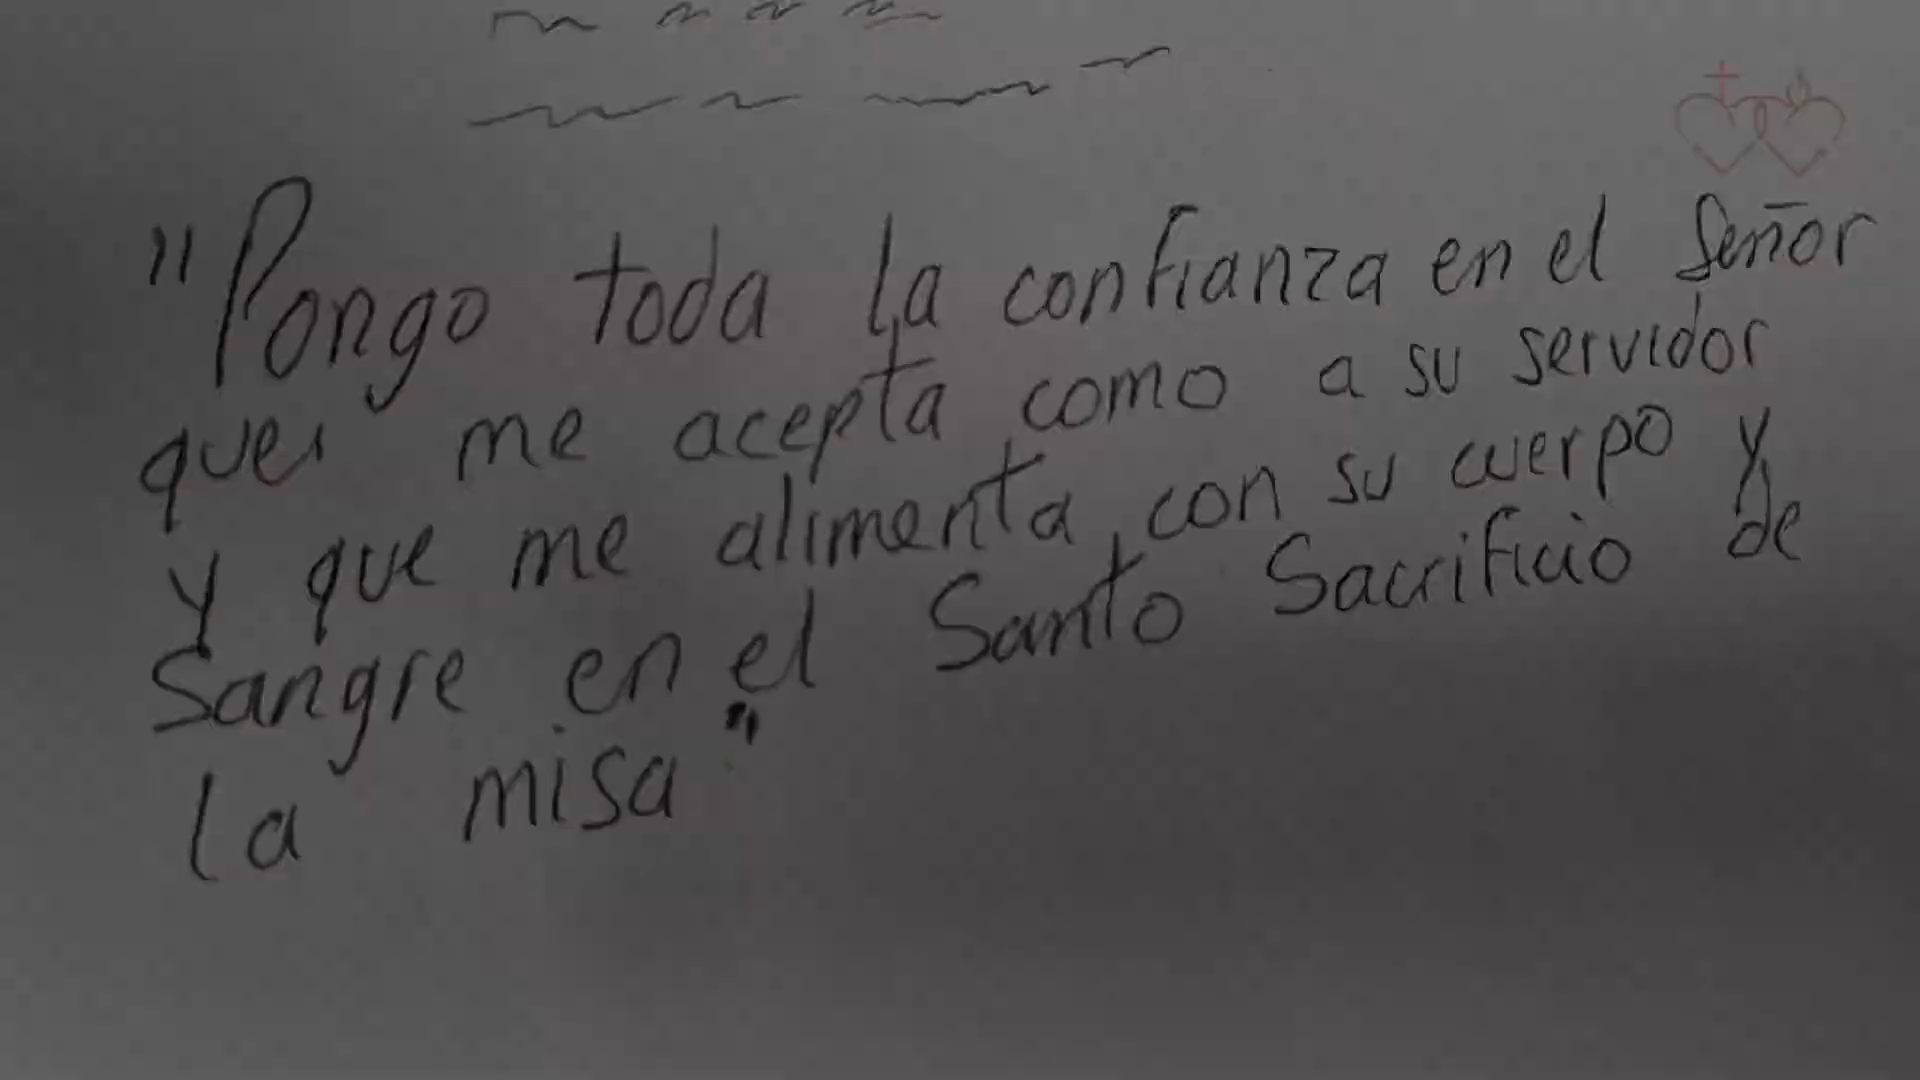 "Pongo toda la confianza en el Señor
que me acepta como a su servidor
y que me alimenta con su cuerpo y
Sangre en el Santo Sacrificio de
la misa"